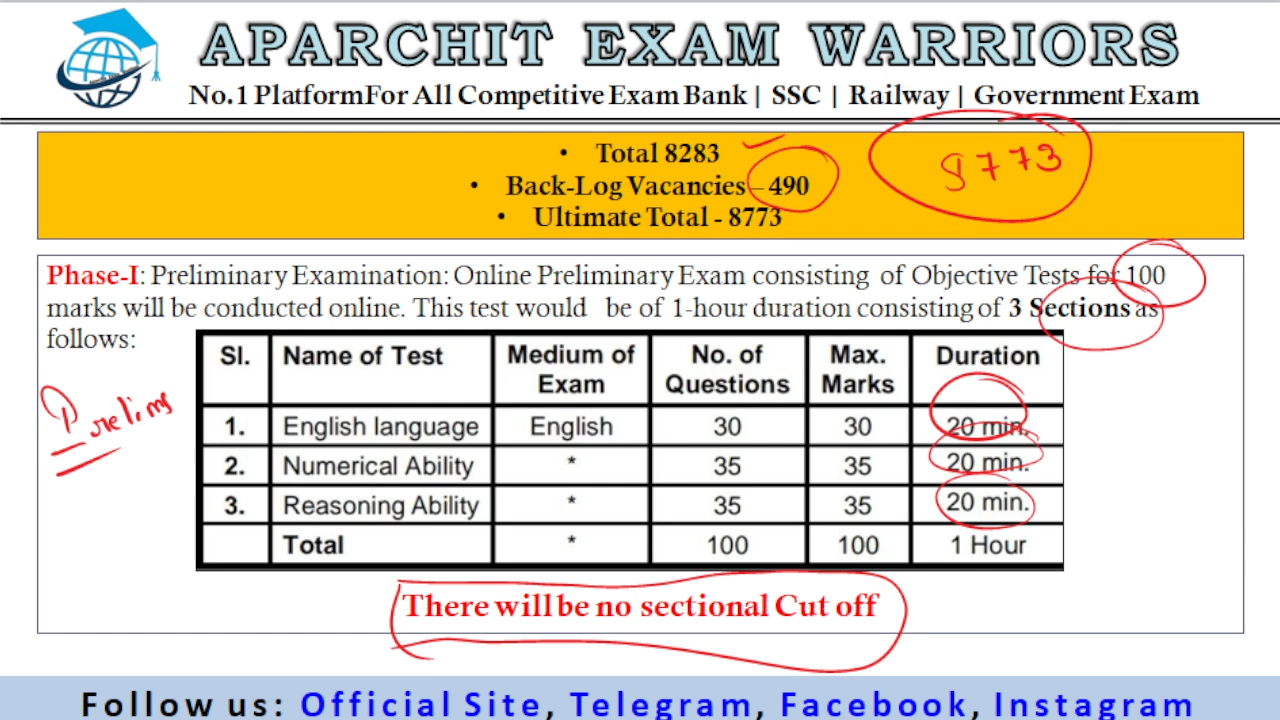 APARCHIT EXAM WARRIORS
No.1 PlatformFor All Competitive Exam Bank | SSC | Railway | Government Exam
• Total 8283
• Back-Log Vacancies – 490
• Ultimate Total - 8773
8773
Phase-I: Preliminary Examination: Online Preliminary Exam consisting of Objective Tests for 100
marks will be conducted online. This test would be of 1-hour duration consisting of 3 Sections as
follows:
Prelims
Sl. Name of Test Medium of Exam No. of Questions Max. Marks Duration
1. English language English 30 30 20 min.
2. Numerical Ability * 35 35 20 min.
3. Reasoning Ability * 35 35 20 min.
Total * 100 100 1 Hour
There will be no sectional Cut off
Follow us: Official Site, Telegram, Facebook, Instagram